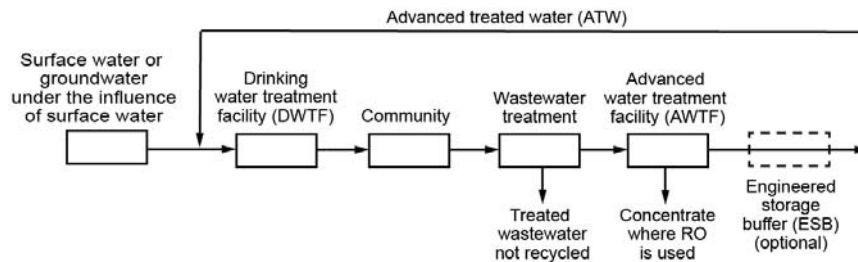 Advanced treated water (ATW)
Surface water or
groundwater
under the influence
of surface water
Drinking
water treatment
facility (DWTF)
Community
Wastewater
treatment
Advanced
water treatment
facility (AWTF)
Treated
wastewater
not recycled
Concentrate
where RO
is used
Engineered
storage
buffer (ESB)
(optional)